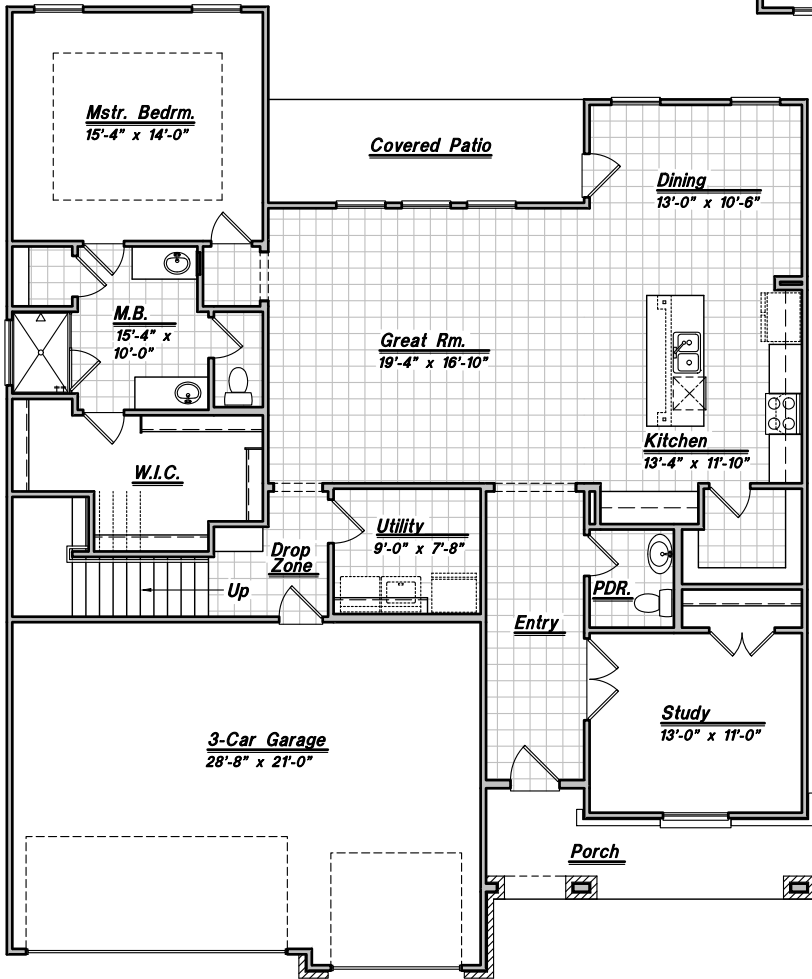 Mstr. Bedrm.
15'-4" x 14'-0"
Covered Patio
Dining
13'-0" x 10'-6"
M.B.
15'-4" x
10'-0"
Great Rm.
19'-4" x 16'-10"
Kitchen
13'-4" x 11'-10"
W.I.C.
Utility
9'-0" x 7'-8"
Drop
Zone
Up
PDR.
Entry
Study
13'-0" x 11'-0"
3-Car Garage
28'-8" x 21'-0"
Porch